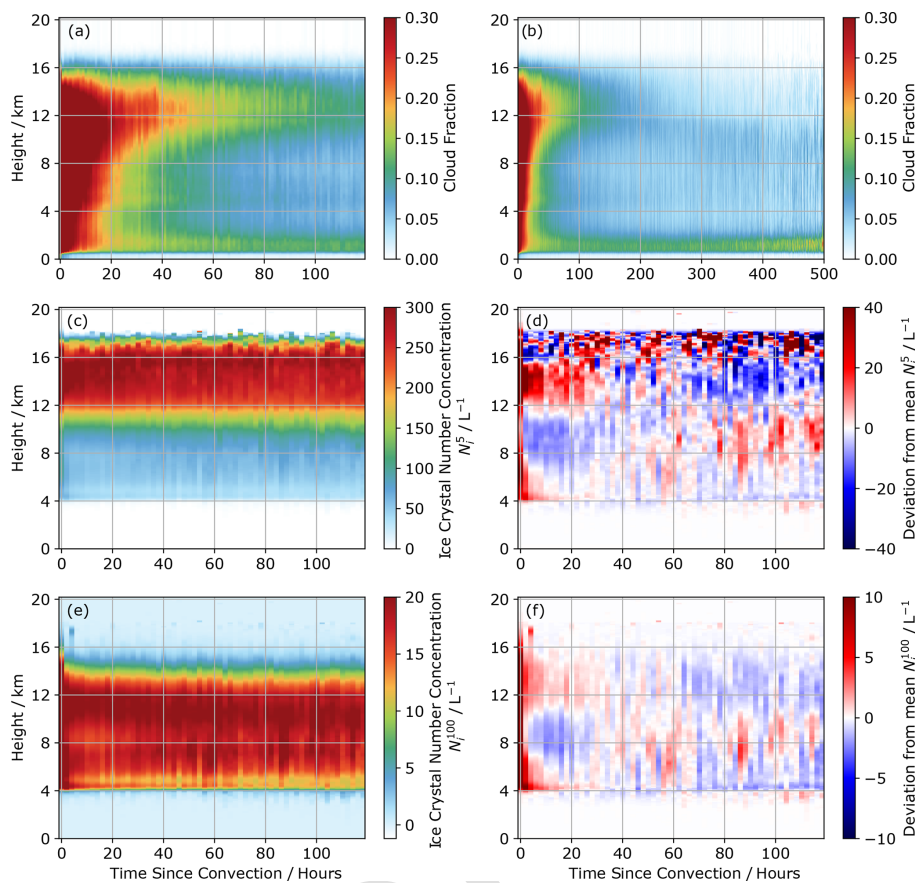 (a)
20
16
12
8
4
0
Height / km
0 20 40 60 80 100
0.30
0.25
0.20
0.15
0.10
0.05
0.00
Cloud Fraction
(b)
20
16
12
8
4
0
0 100 200 300 400 500
0.30
0.25
0.20
0.15
0.10
0.05
0.00
Cloud Fraction
(c)
20
16
12
8
4
0
Height / km
0 20 40 60 80 100
300
250
200
150
100
50
0
Ice Crystal Number Concentration
N_i^5 / L^−1
(d)
20
16
12
8
4
0
0 20 40 60 80 100
40
20
0
−20
−40
Deviation from mean N_i^5 / L^−1
(e)
20
16
12
8
4
0
Height / km
0 20 40 60 80 100
Time Since Convection / Hours
20
15
10
5
0
Ice Crystal Number Concentration
N_i^100 / L^−1
(f)
20
16
12
8
4
0
0 20 40 60 80 100
Time Since Convection / Hours
10
5
0
−5
−10
Deviation from mean N_i^100 / L^−1